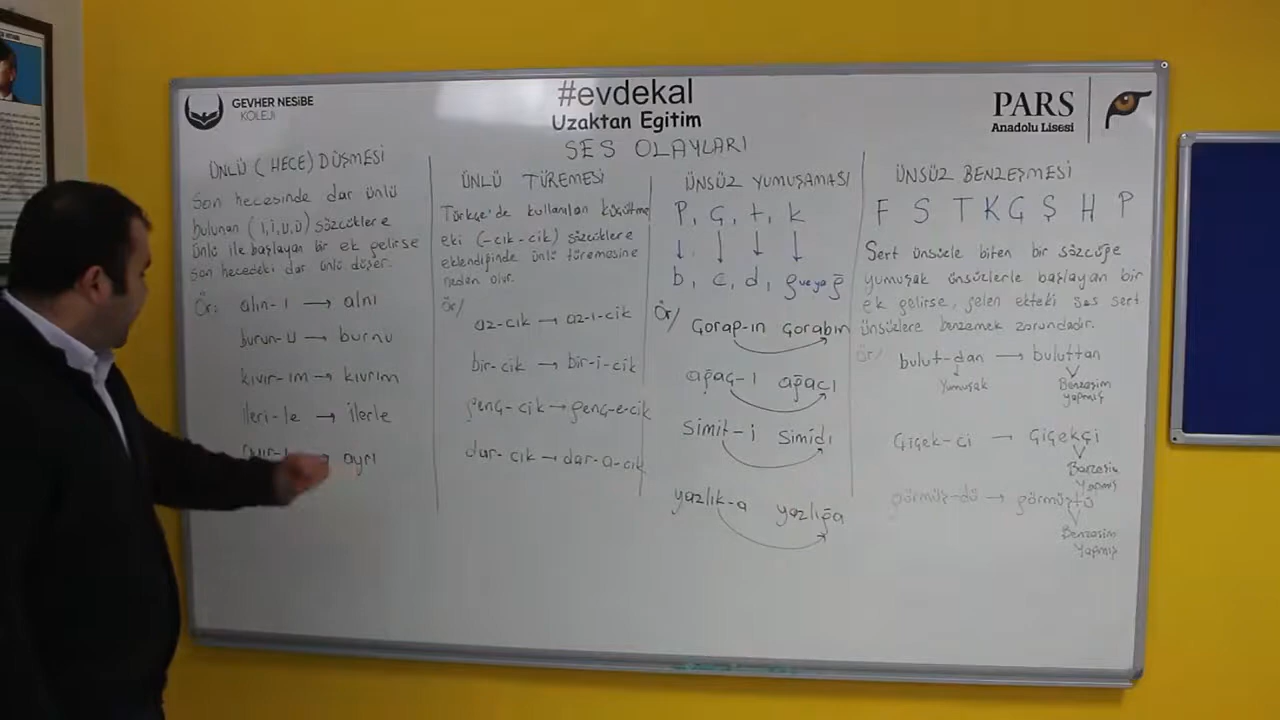 GEVHER NESİBE
KOLEJİ
#evdekal
Uzaktan Egitim
PARS
Anadolu Lisesi
SES OLAYLARI
ÜNLÜ (HECE) DÜŞMESİ
Son hecesinde dar ünlü
bulunan (ı,i,u,ü) sözcüklere
ünlü ile başlayan bir ek gelirse
son hecedeki dar ünlü düşer.
Ör: alın-ı → alnı
burun-u → burnu
kıvır-ım → kıvrım
ileri-le → ilerle
→ ayrı
ÜNLÜ TÜREMESİ
Türkçe'de kullanılan küçültme
eki (-cık-cik) sözcüklere
eklendiğinde ünlü türemesine
neden olur.
Ör/
az-cık → az-ı-cık
bir-cik → bir-i-cik
genç-cik → genç-e-cik
dar-cık → dar-a-cık
ÜNSÜZ YUMUŞAMASI
P, Ç, t, k
↓ ↓ ↓ ↓
b, c, d, g veya ğ
Ör/
Çorap-ın Çorabın
ağaç-ı ağacı
Simit-i Simidi
yazlık-a yazlığa
ÜNSÜZ BENZEŞMESİ
F S T K Ç Ş H P
Sert ünsüzle biten bir sözcüğe
yumuşak ünsüzlerle başlayan bir
ek gelirse, gelen ekteki ses sert
ünsüzlere benzemek zorundadır.
Ör/
bulut-dan → buluttan
Yumuşak
Benzeşim
yapmış
Çiçek-ci → Çiçekçi
Benzeşim
Yapmış
görmüş-dü → görmüştü
Benzeşim
Yapmış